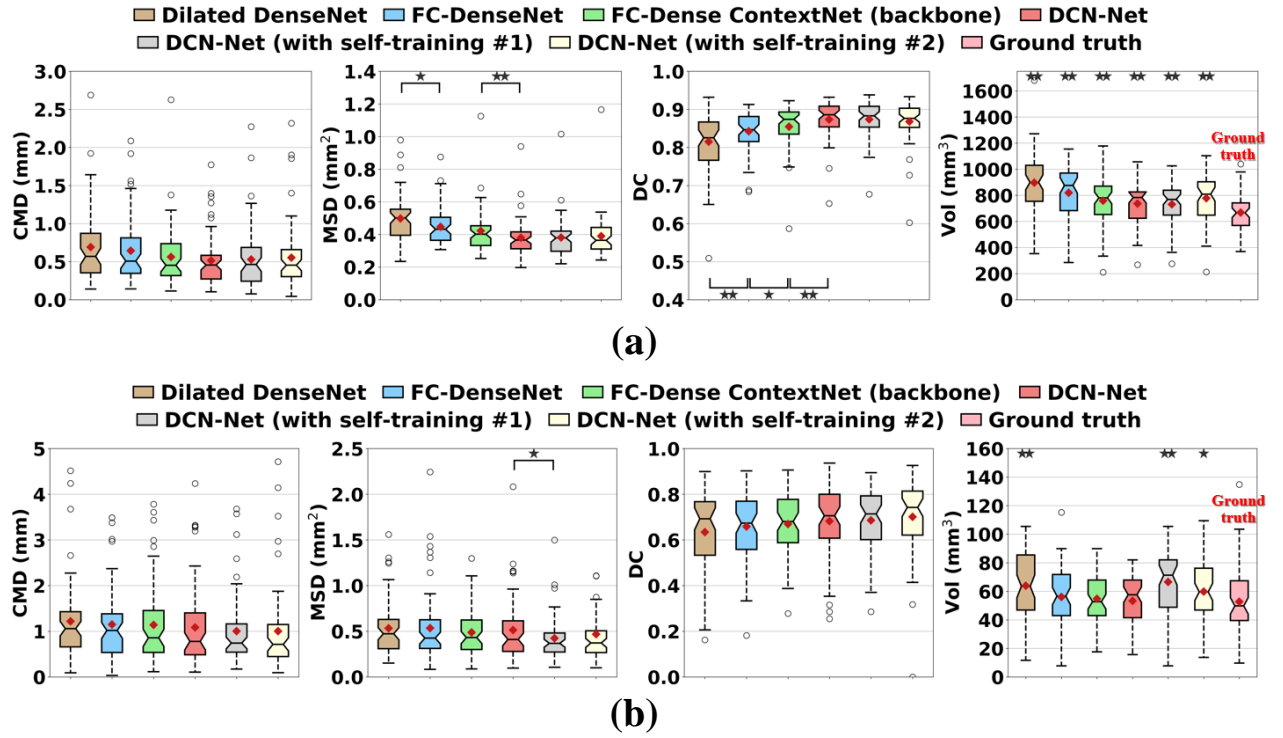 Dilated DenseNet FC-DenseNet FC-Dense ContextNet (backbone) DCN-Net
DCN-Net (with self-training #1) DCN-Net (with self-training #2) Ground truth
CMD (mm)
3.0
2.5
2.0
1.5
1.0
0.5
0.0
MSD (mm²)
1.4
1.2
1.0
0.8
0.6
0.4
0.2
0.0
★
★★
DC
1.0
0.9
0.8
0.7
0.6
0.5
0.4
★★ ★ ★★
Vol (mm³)
1600
1400
1200
1000
800
600
400
200
0
★★ ★★ ★★ ★★ ★★ ★★
Ground
truth
(a)
Dilated DenseNet FC-DenseNet FC-Dense ContextNet (backbone) DCN-Net
DCN-Net (with self-training #1) DCN-Net (with self-training #2) Ground truth
CMD (mm)
5
4
3
2
1
0
MSD (mm²)
2.5
2.0
1.5
1.0
0.5
0.0
★
DC
1.0
0.8
0.6
0.4
0.2
0.0
Vol (mm³)
160
140
120
100
80
60
40
20
0
★★ ★★ ★
Ground
truth
(b)